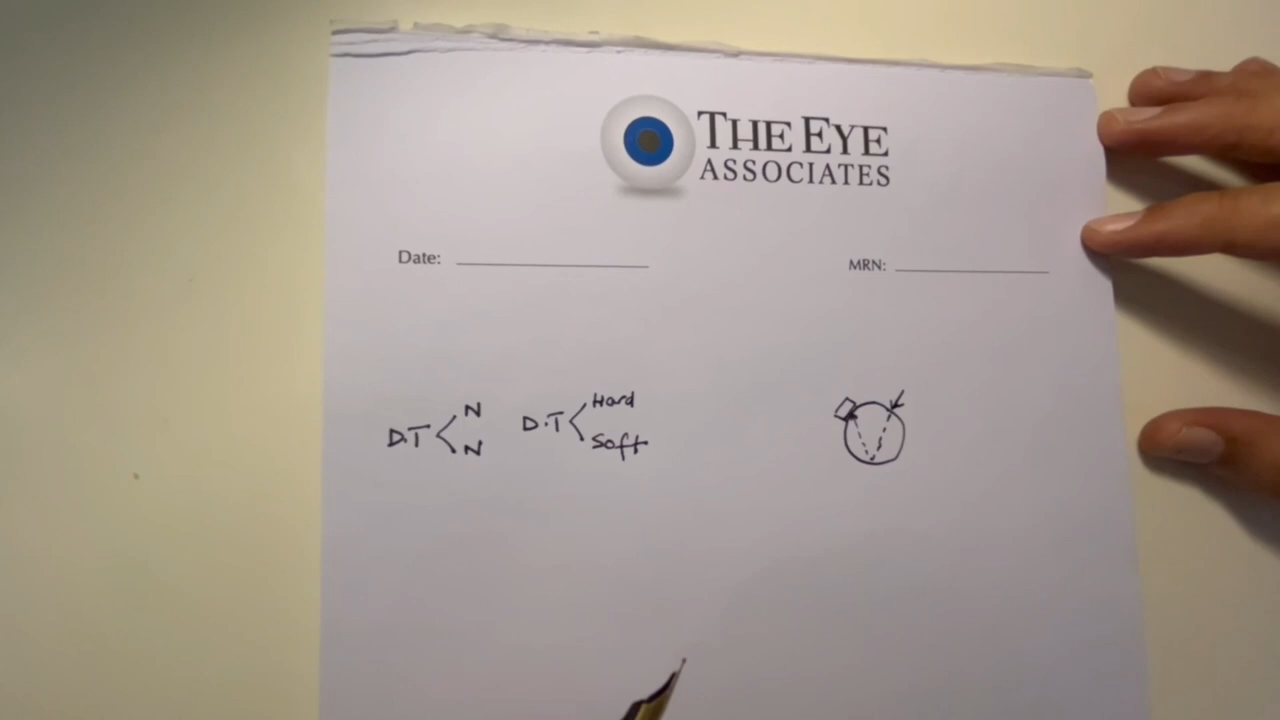 THE EYE
ASSOCIATES
Date:
MRN:
D.T < N
N
D.T < Hard
Soft